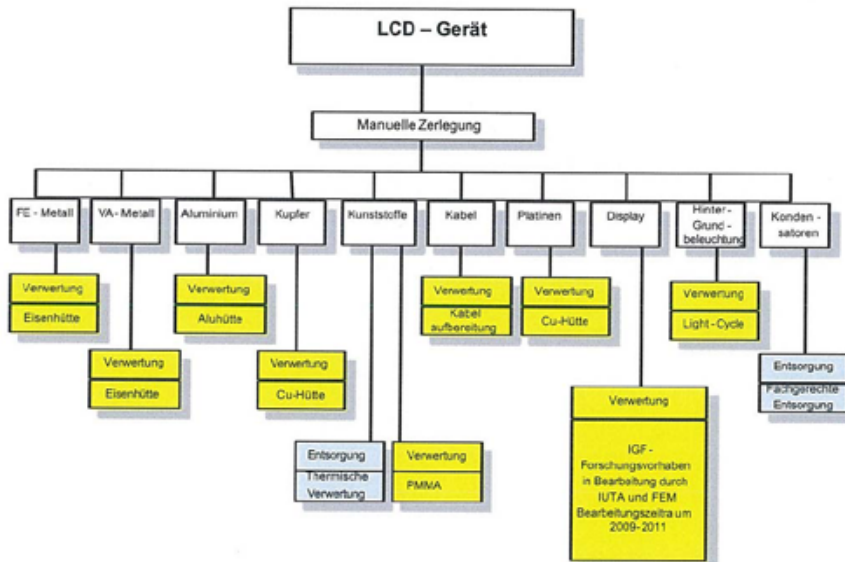 LCD – Gerät
Manuelle Zerlegung
FE - Metall
VA- Metall
Aluminium
Kupfer
Kunststoffe
Kabel
Platinen
Display
Hinter -
Grund -
beleuchtung
Konden -
satoren
Verwertung
Eisenhütte
Verwertung
Eisenhütte
Verwertung
Aluhütte
Verwertung
Cu-Hütte
Entsorgung
Thermische
Verwertung
Verwertung
PMMA
Verwertung
Kabel
aufbereitung
Verwertung
Cu-Hütte
Verwertung
IGF -
Forschungsvorhaben
in Bearbeitung durch
IUTA und FEM
Bearbeitungszeitra um
2009-2011
Verwertung
Light -Cycle
Entsorgung
Fachgerechte
Entsorgung